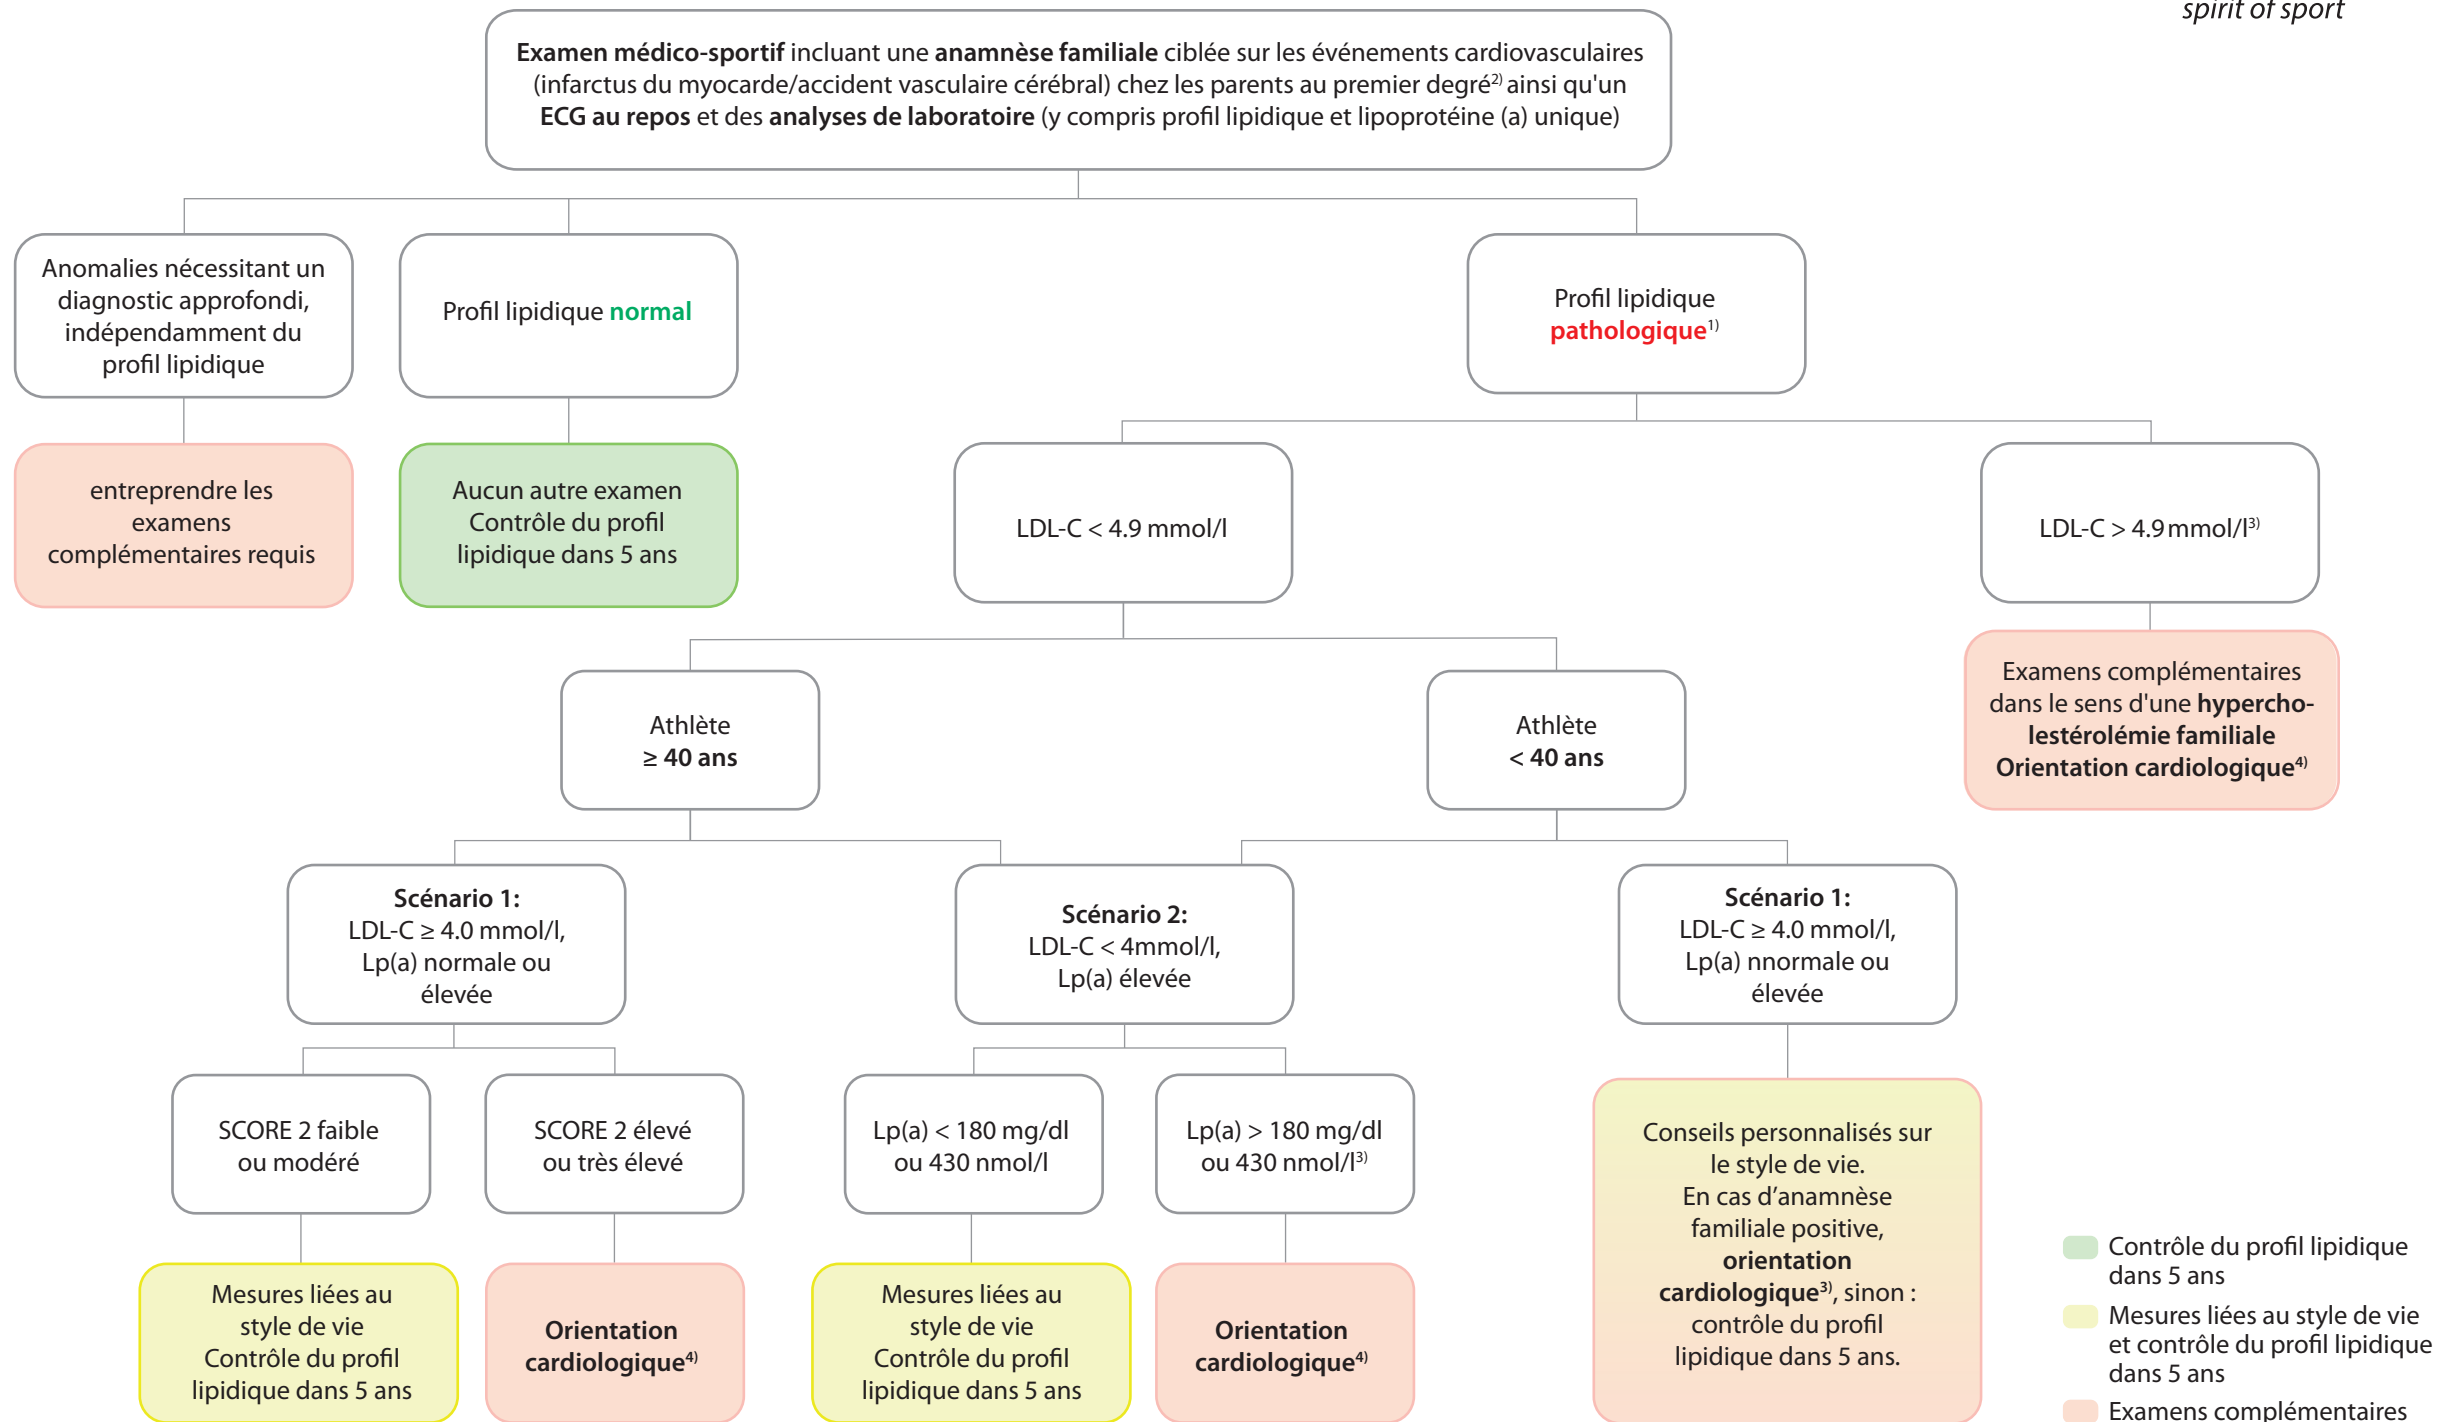 spirit of sport
Examen médico-sportif incluant une anamnèse familiale ciblée sur les événements cardiovasculaires
(infarctus du myocarde/accident vasculaire cérébral) chez les parents au premier degré2) ainsi qu'un
ECG au repos et des analyses de laboratoire (y compris profil lipidique et lipoprotéine (a) unique)
Anomalies nécessitant un
diagnostic approfondi,
indépendamment du
profil lipidique
Profil lipidique normal
Profil lipidique
pathologique1)
entreprendre les
examens
complémentaires requis
Aucun autre examen
Contrôle du profil
lipidique dans 5 ans
LDL-C < 4.9 mmol/l
LDL-C > 4.9 mmol/l3)
Athlète
≥ 40 ans
Athlète
< 40 ans
Examens complémentaires
dans le sens d'une hypercho-
lestérolémie familiale
Orientation cardiologique4)
Scénario 1:
LDL-C ≥ 4.0 mmol/l,
Lp(a) normale ou
élevée
Scénario 2:
LDL-C < 4mmol/l,
Lp(a) élevée
Scénario 1:
LDL-C ≥ 4.0 mmol/l,
Lp(a) nnormale ou
élevée
SCORE 2 faible
ou modéré
SCORE 2 élevé
ou très élevé
Lp(a) < 180 mg/dl
ou 430 nmol/l
Lp(a) > 180 mg/dl
ou 430 nmol/l3)
Mesures liées au
style de vie
Contrôle du profil
lipidique dans 5 ans
Orientation
cardiologique4)
Mesures liées au
style de vie
Contrôle du profil
lipidique dans 5 ans
Orientation
cardiologique4)
Conseils personnalisés sur
le style de vie.
En cas d’anamnèse
familiale positive,
orientation
cardiologique3), sinon :
contrôle du profil
lipidique dans 5 ans.
Contrôle du profil lipidique
dans 5 ans
Mesures liées au style de vie
et contrôle du profil lipidique
dans 5 ans
Examens complémentaires